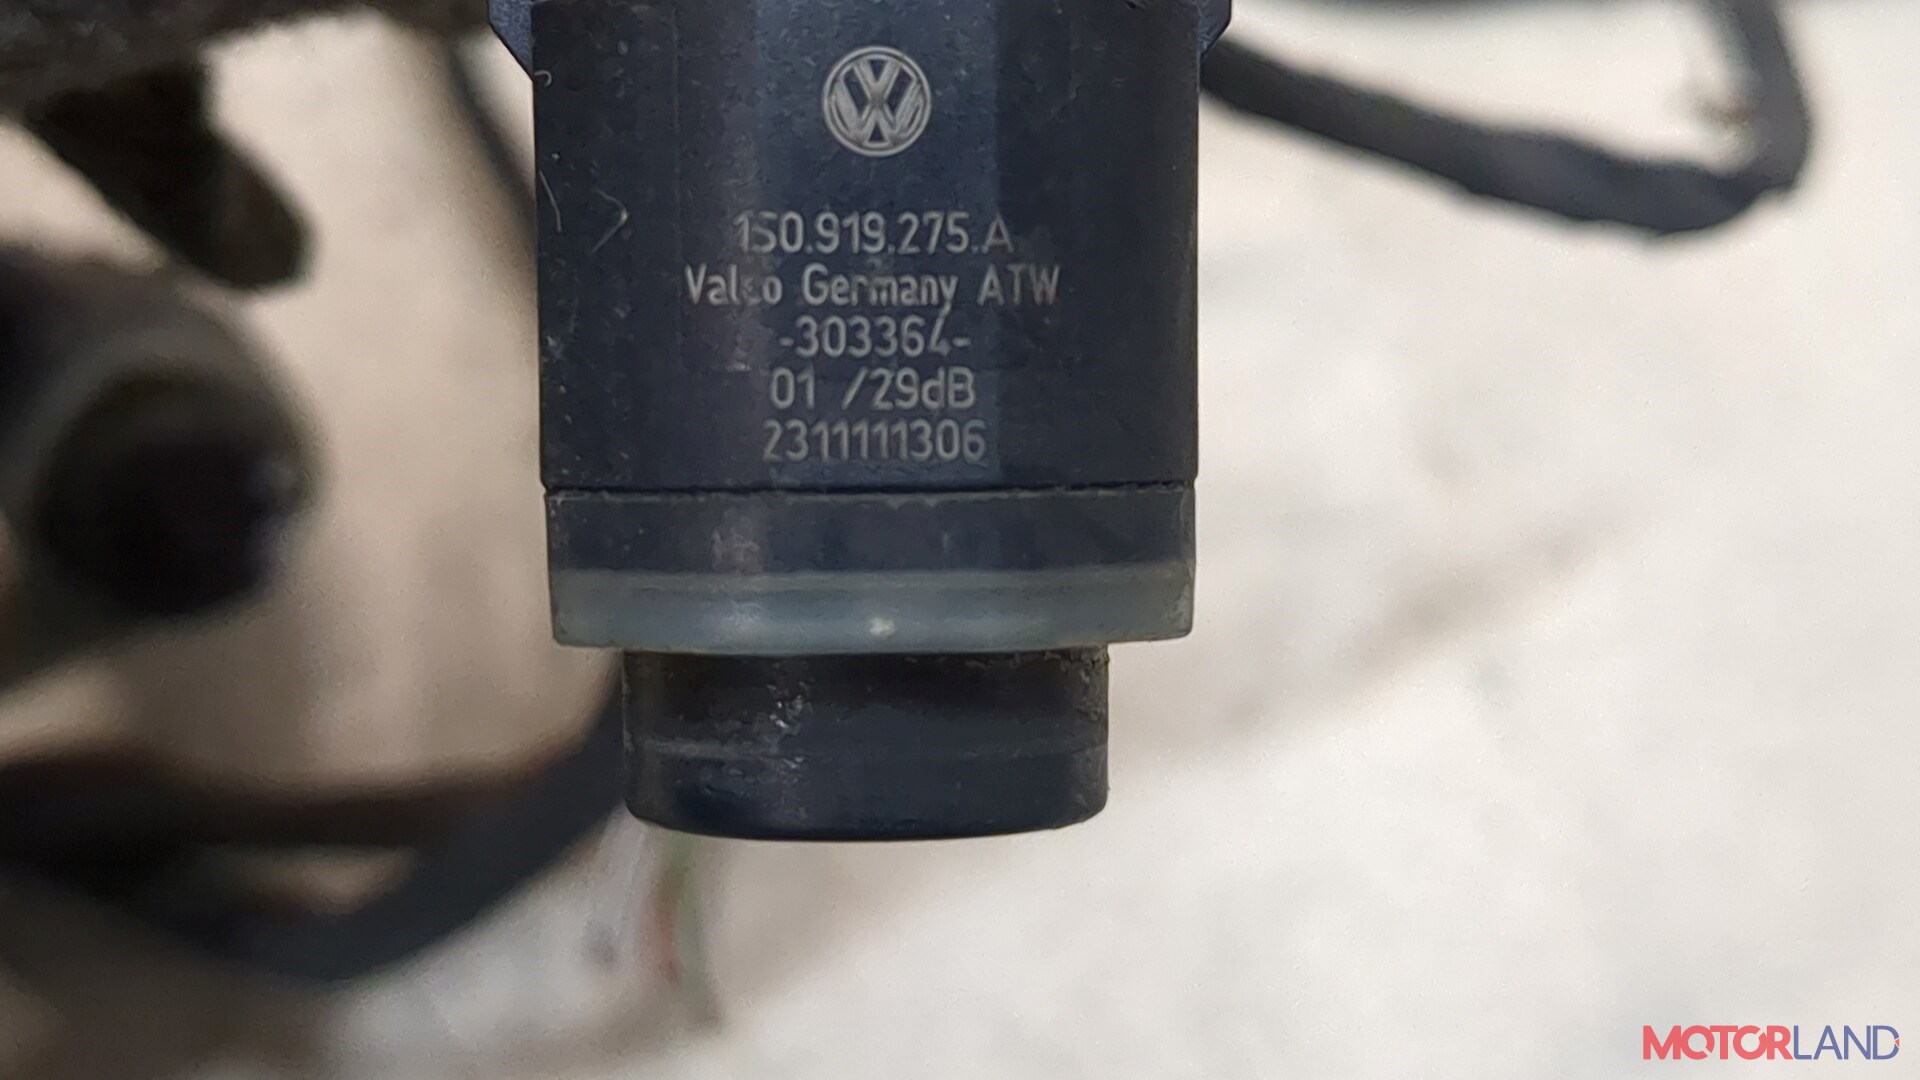 1S0.919.275.A
Valeo Germany ATW
-303364-
01 /29dB
2311111306
MOTORLAND